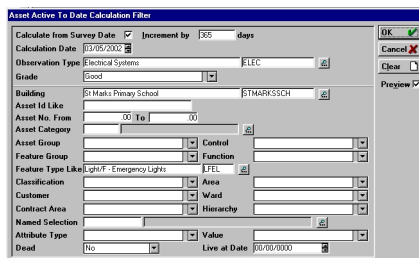 Asset Active To Date Calculation Filter
Calculate from Survey Date Increment by 365 days
OK
Calculation Date 03/05/2002
Cancel
Observation Type Electrical Systems ELEC
Clear
Grade Good
Preview
Building St Marks Primary School STMARKSSCH
Asset Id Like
Asset No. From .00 To .00
Asset Category
Asset Group Control
Feature Group Function
Feature Type Like Light/F - Emergency Lights LFEL
Classification Area
Customer Ward
Contract Area Hierarchy
Named Selection
Attribute Type Value
Dead No Live at Date 00/00/0000